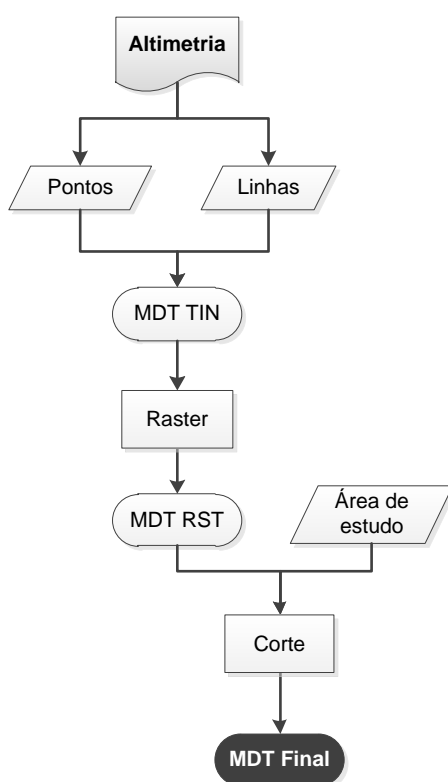 Altimetria
Pontos
Linhas
MDT TIN
Raster
MDT RST
Área de
estudo
Corte
MDT Final